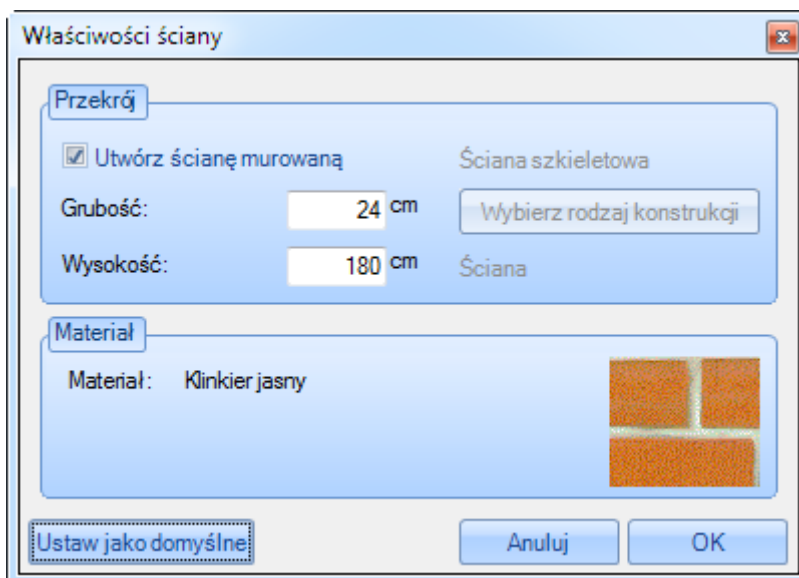 Właściwości ściany
Przekrój
Utwórz ścianę murowaną
Ściana szkieletowa
Grubość: 24 cm
Wybierz rodzaj konstrukcji
Wysokość: 180 cm
Ściana
Materiał
Materiał: Klinkier jasny
Ustaw jako domyślne
Anuluj
OK